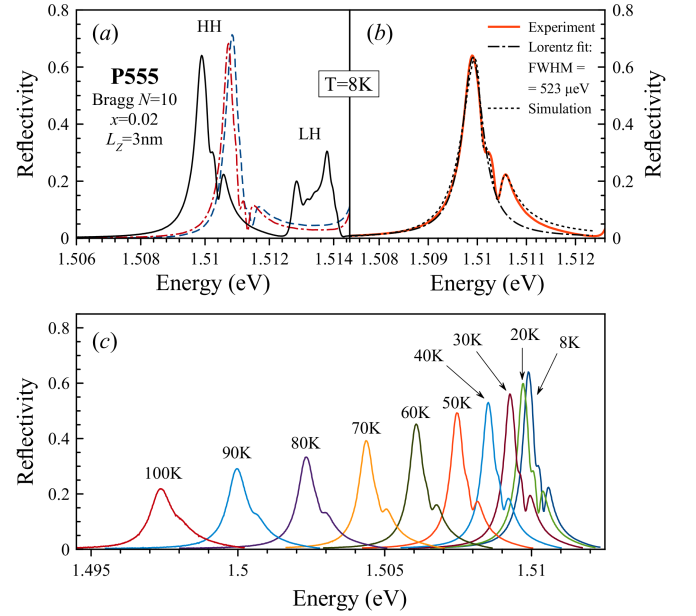 (a)
HH
P555
Bragg N=10
x=0.02
L_Z=3nm
LH
T=8K
(b)
Experiment
Lorentz fit:
FWHM =
= 523 μeV
Simulation
0.8
0.6
0.4
0.2
0
Reflectivity
0.8
0.6
0.4
0.2
0
Reflectivity
1.506
1.508
1.51
1.512
1.514
Energy (eV)
1.508
1.509
1.51
1.511
1.512
Energy (eV)
(c)
0.8
0.6
0.4
0.2
0
Reflectivity
100K
90K
80K
70K
60K
50K
40K
30K
20K
8K
1.495
1.5
1.505
1.51
Energy (eV)